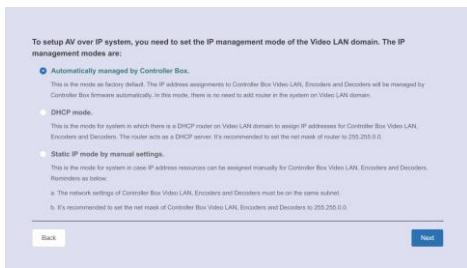 To setup AV over IP system, you need to set the IP management mode of the Video LAN domain. The IP
management modes are:
Automatically managed by Controller Box.
This is the mode as factory default. The IP address assignments to Controller Box Video LAN, Encoders and Decoders will be managed by
Controller Box firmware automatically. In this mode, there is no need to add router in the system on Video LAN domain.
DHCP mode.
This is the mode for system in which there is a DHCP router on Video LAN domain to assign IP addresses for Controller Box Video LAN,
Encoders and Decoders. The router acts as a DHCP server. It's recommended to set the net mask of router to 255.255.0.0.
Static IP mode by manual settings.
This is the mode for system in case IP address resources can be assigned manually for Controller Box Video LAN, Encoders and Decoders.
Reminders as below:
a. The network settings of Controller Box Video LAN, Encoders and Decoders must be on the same subnet.
b. It's recommended to set the net mask of Controller Box Video LAN, Encoders and Decoders to 255.255.0.0.
Back
Next